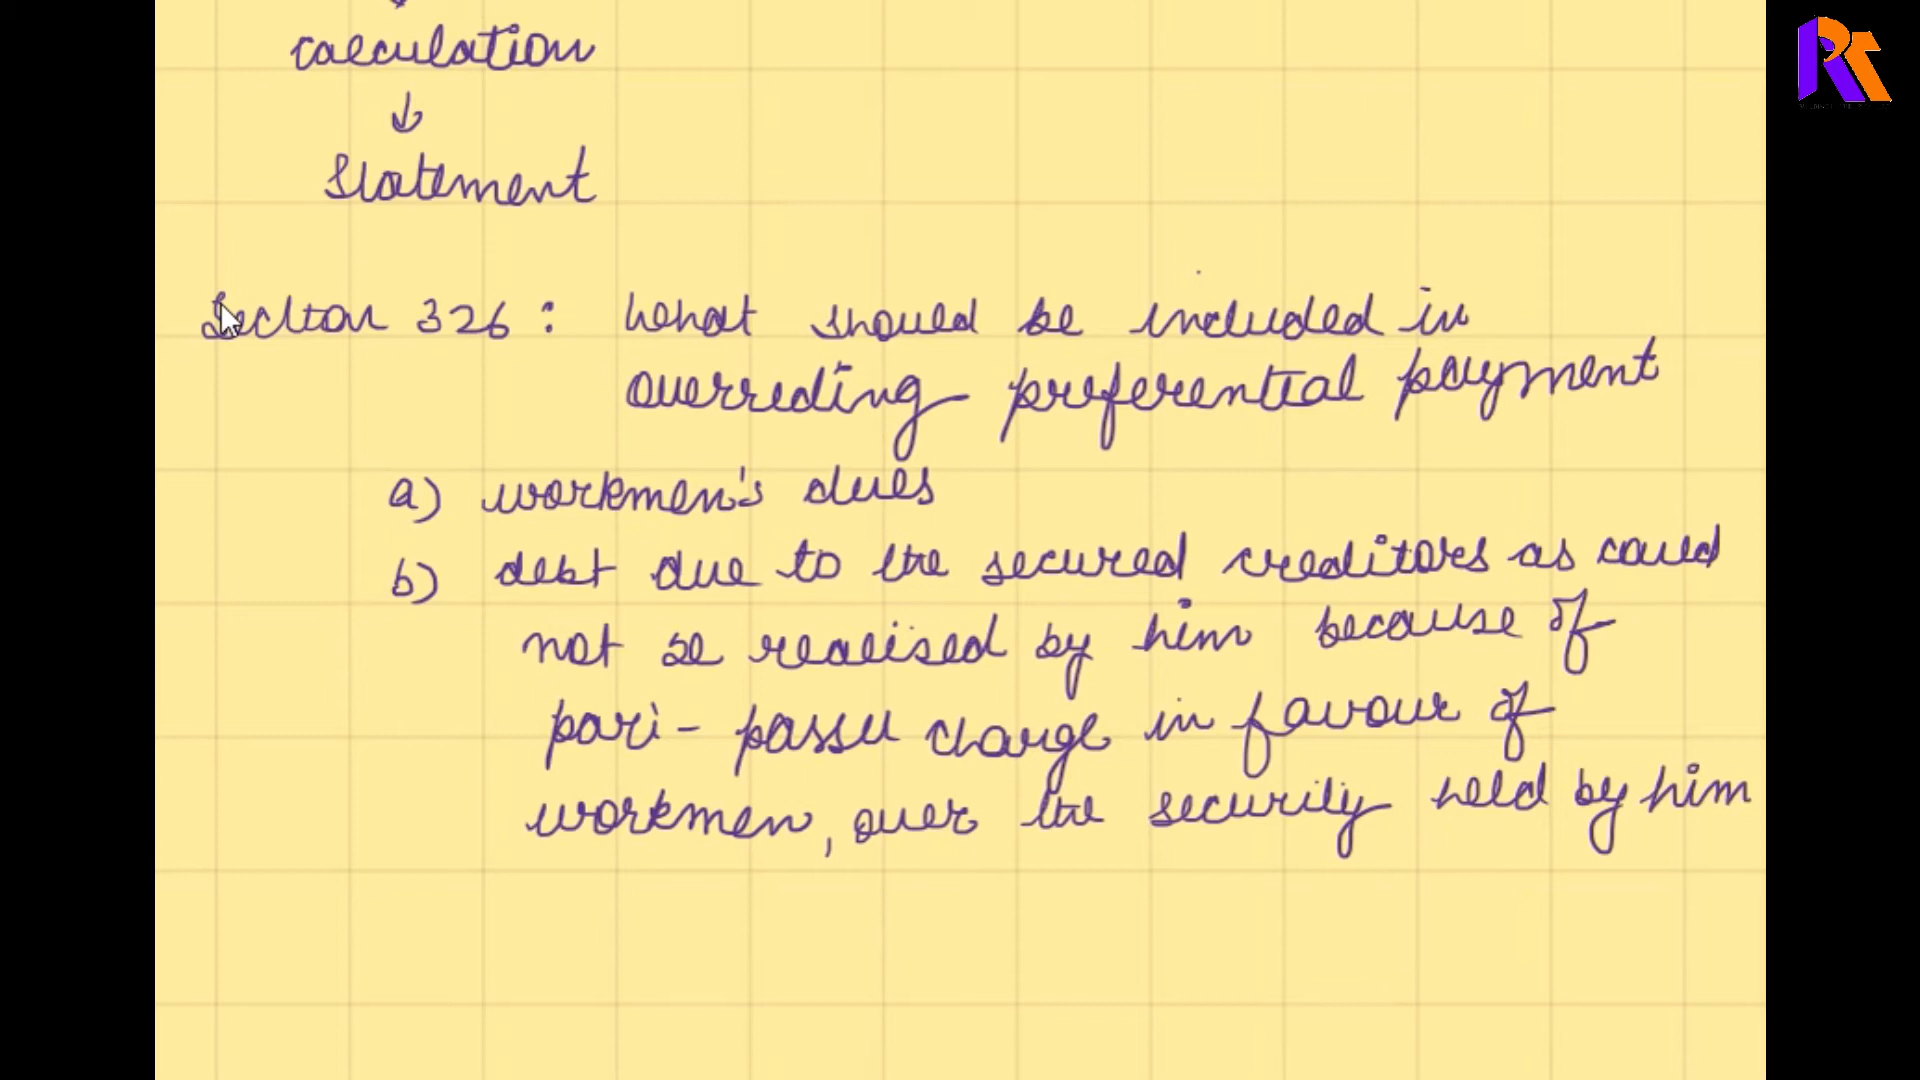 calculation
↓
Statement
Section 326 : What should be included in
overriding preferential payment
a) workmen's dues
b) debt due to the secured creditors as could
not be realised by him because of
pari - passu charge in favour of
workmen, over the security held by him